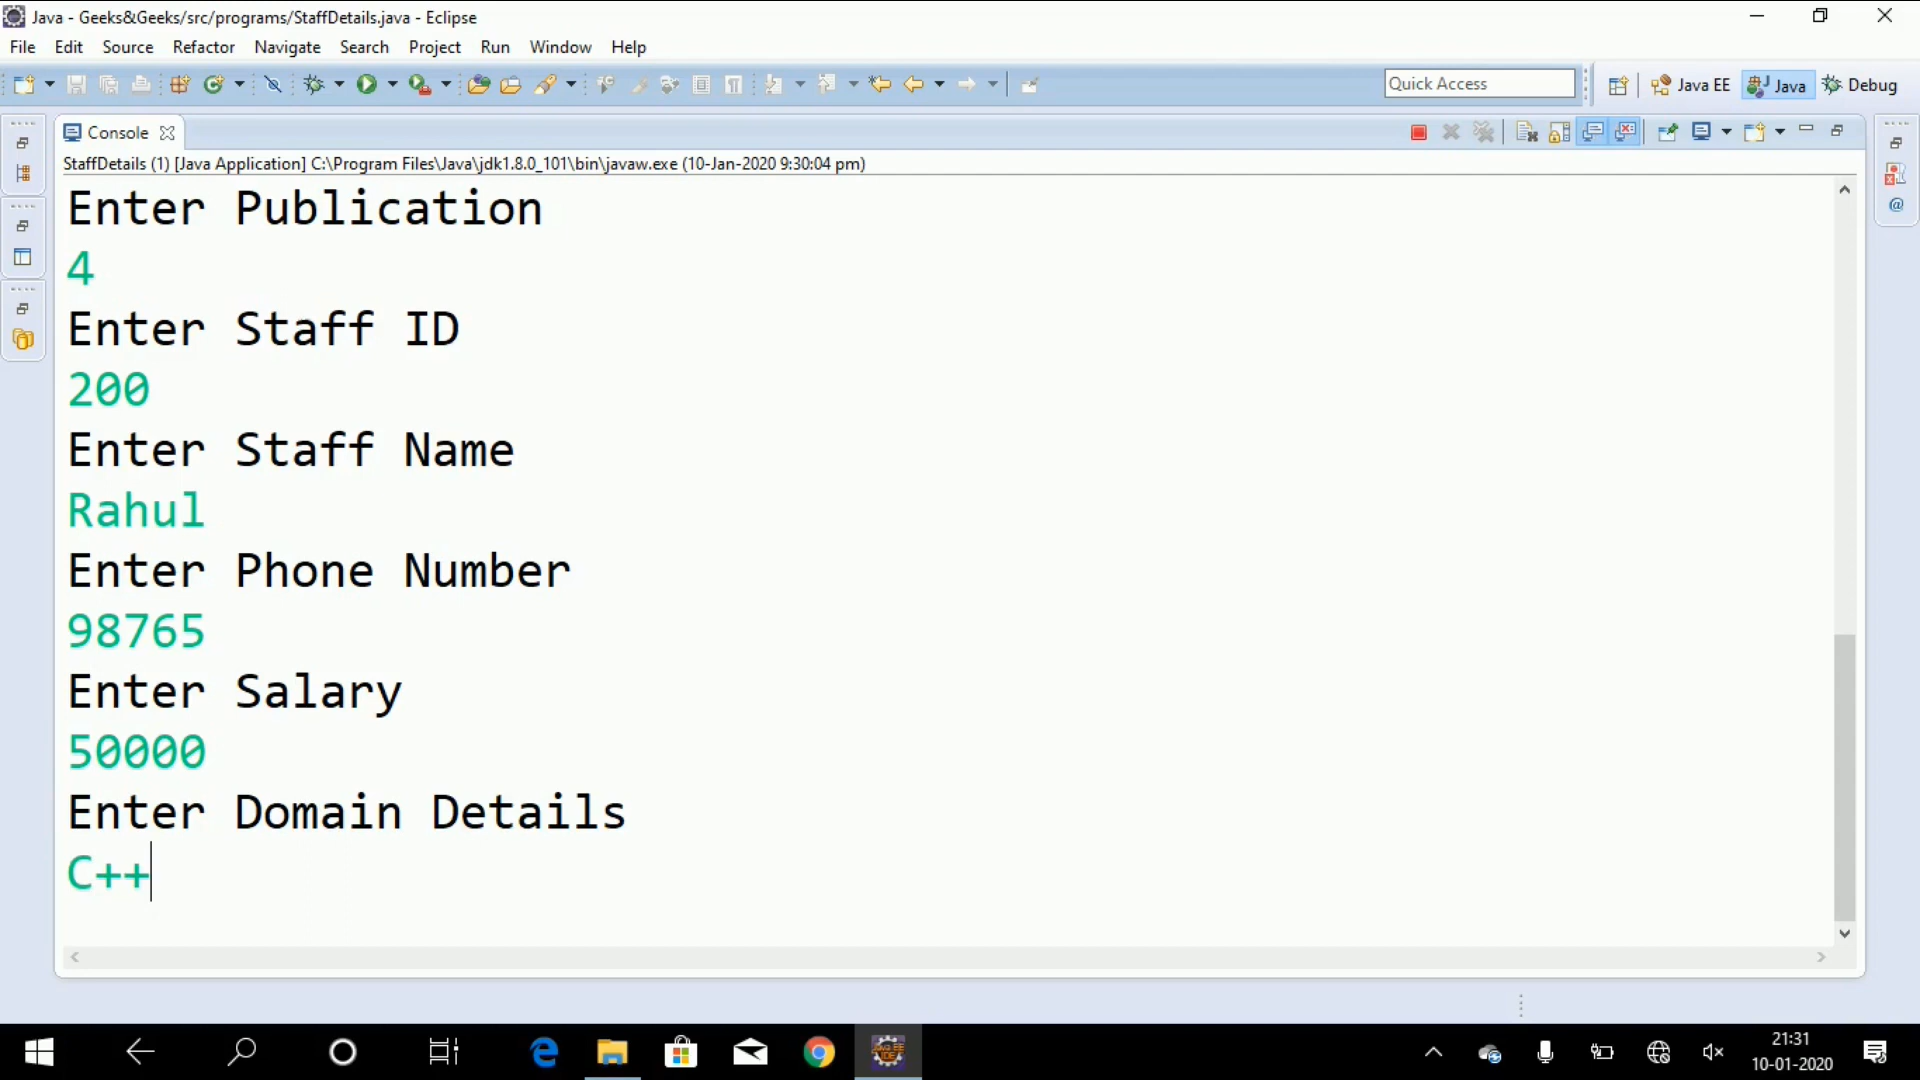 Java - Geeks&Geeks/src/programs/StaffDetails.java - Eclipse
File Edit Source Refactor Navigate Search Project Run Window Help
Quick Access
Java EE
Java
Debug
Console
StaffDetails (1) [Java Application] C:\Program Files\Java\jdk1.8.0_101\bin\javaw.exe (10-Jan-2020 9:30:04 pm)
Enter Publication
4
Enter Staff ID
200
Enter Staff Name
Rahul
Enter Phone Number
98765
Enter Salary
50000
Enter Domain Details
C++
21:31
10-01-2020